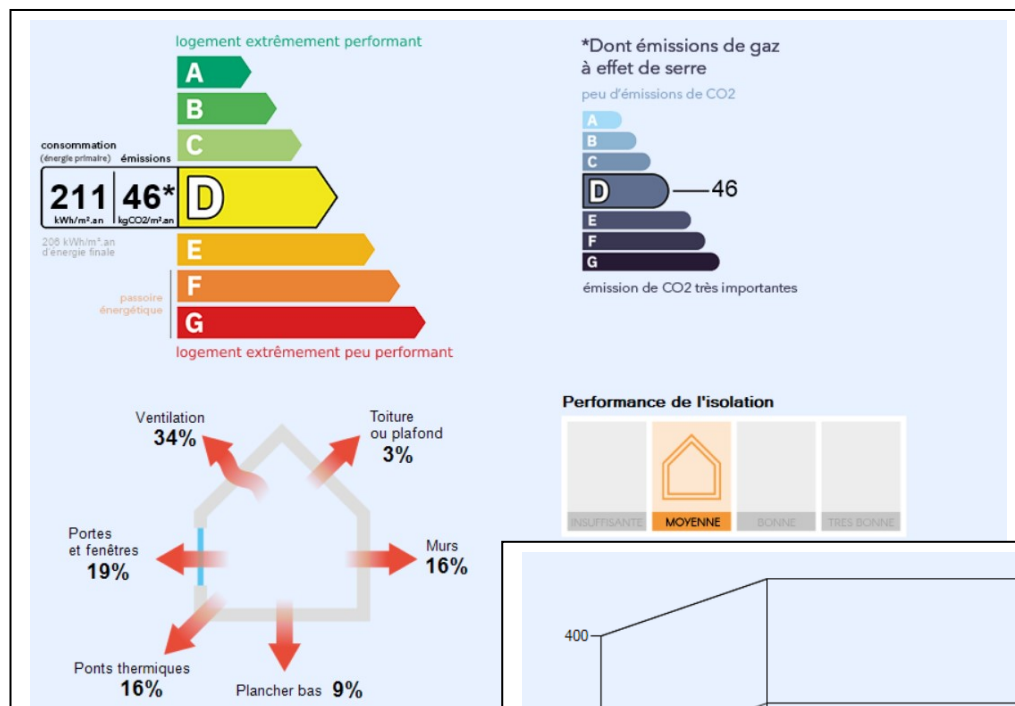 logement extrêmement performant
A
B
C
consommation
(énergie primaire) émissions
211 46* D
kWh/m².an kgCO2/m².an
206 kWh/m².an
d'énergie finale
E
passoire
énergétique
F
G
logement extrêmement peu performant
*Dont émissions de gaz
à effet de serre
peu d'émissions de CO2
A
B
C
D 46
E
F
G
émission de CO2 très importantes
Ventilation
34%
Toiture
ou plafond
3%
Portes
et fenêtres
19%
Murs
16%
Ponts thermiques
16%
Plancher bas 9%
Performance de l'isolation
INSUFFISANTE MOYENNE BONNE TRES BONNE
400